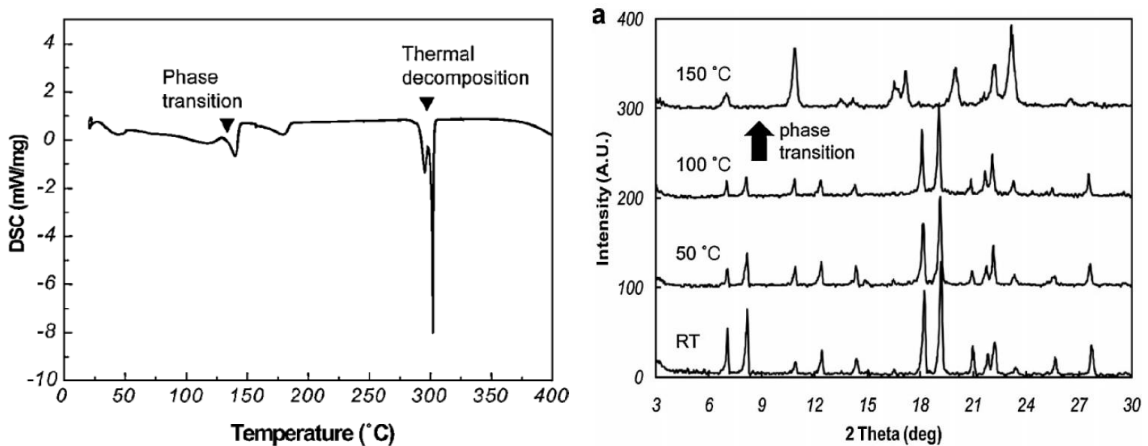 4
2
0
-2
-4
-6
-8
-10
DSC (mW/mg)
Phase
transition
Thermal
decomposition
0 50 100 150 200 250 300 350 400
Temperature (˚C)
a
400
300
200
100
0
Intensity (A.U.)
150 ˚C
phase
transition
100 ˚C
50 ˚C
RT
3 6 9 12 15 18 21 24 27 30
2 Theta (deg)